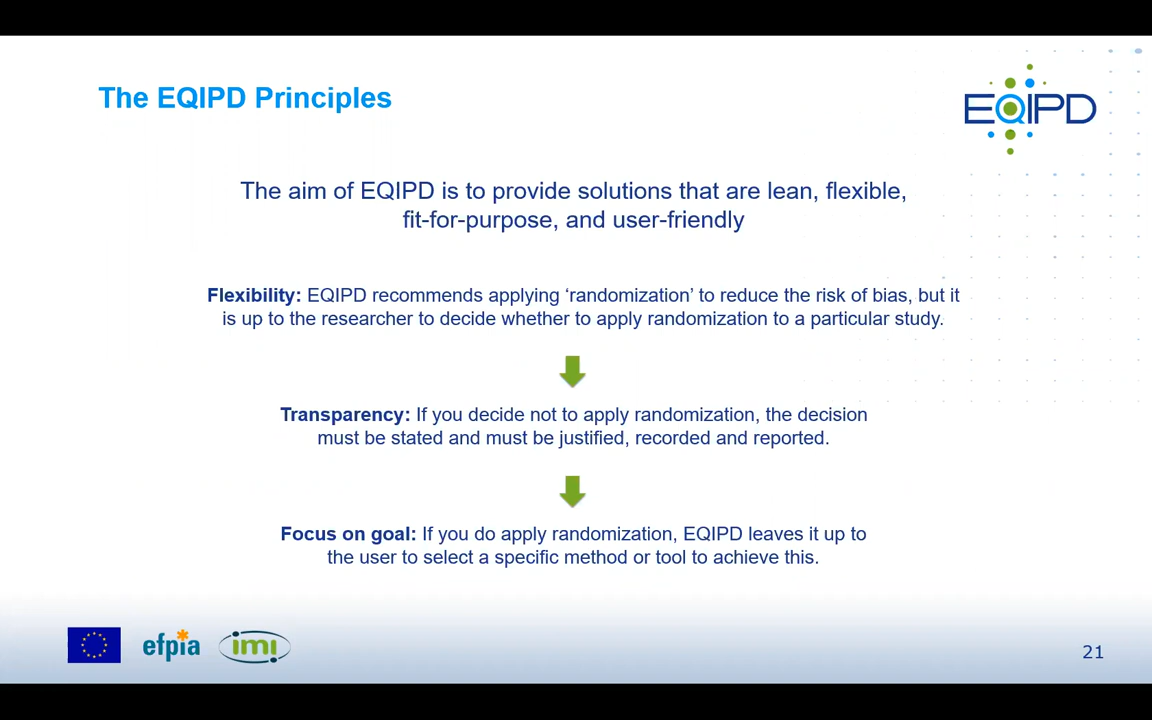 The EQIPD Principles
EQIPD
The aim of EQIPD is to provide solutions that are lean, flexible,
fit-for-purpose, and user-friendly
Flexibility: EQIPD recommends applying ‘randomization’ to reduce the risk of bias, but it
is up to the researcher to decide whether to apply randomization to a particular study.
Transparency: If you decide not to apply randomization, the decision
must be stated and must be justified, recorded and reported.
Focus on goal: If you do apply randomization, EQIPD leaves it up to
the user to select a specific method or tool to achieve this.
efpia
imi
21